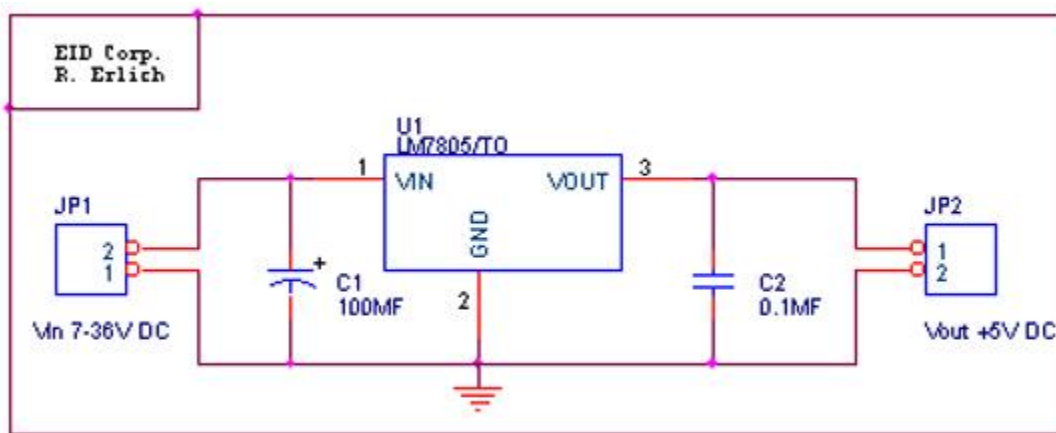 EID Corp.
R. Erlich
U1
LM7805/TO
1
VIN
VOUT
3
GND
2
JP1
2
1
Vin 7-36V DC
+
C1
100MF
C2
0.1MF
JP2
1
2
Vout +5V DC